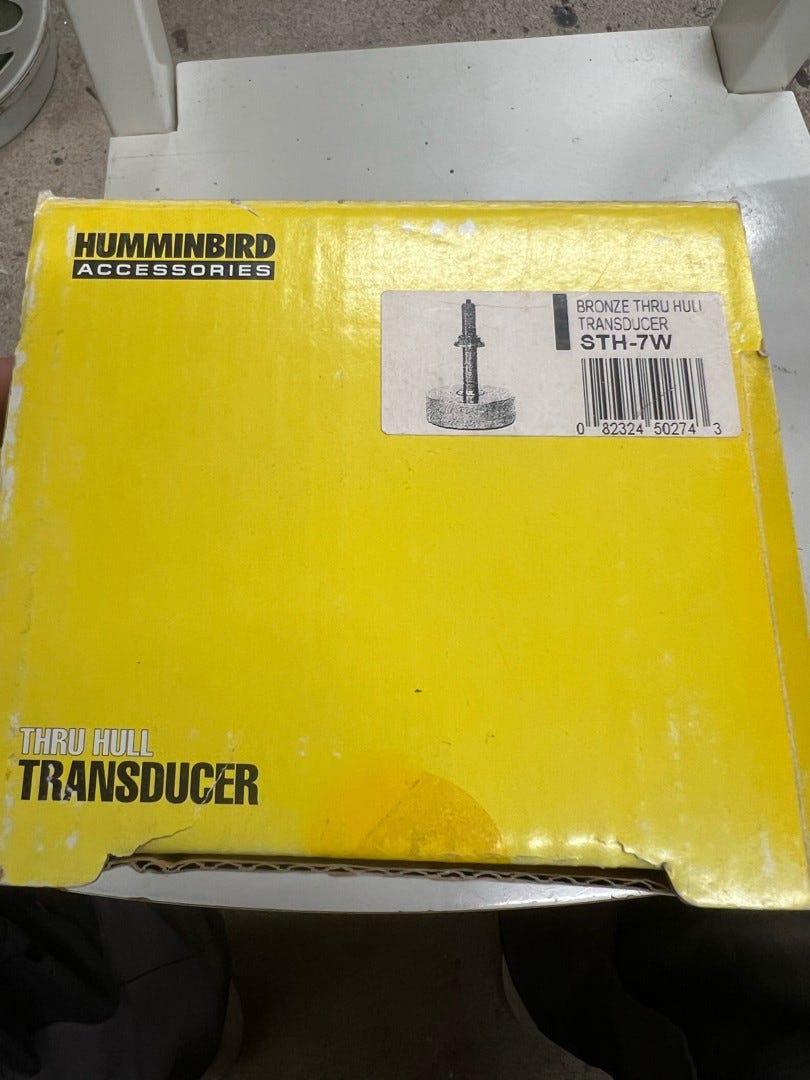 HUMMINBIRD
ACCESSORIES
BRONZE THRU HULL
TRANSDUCER
STH-7W
0 82324 50274 3
THRU HULL
TRANSDUCER